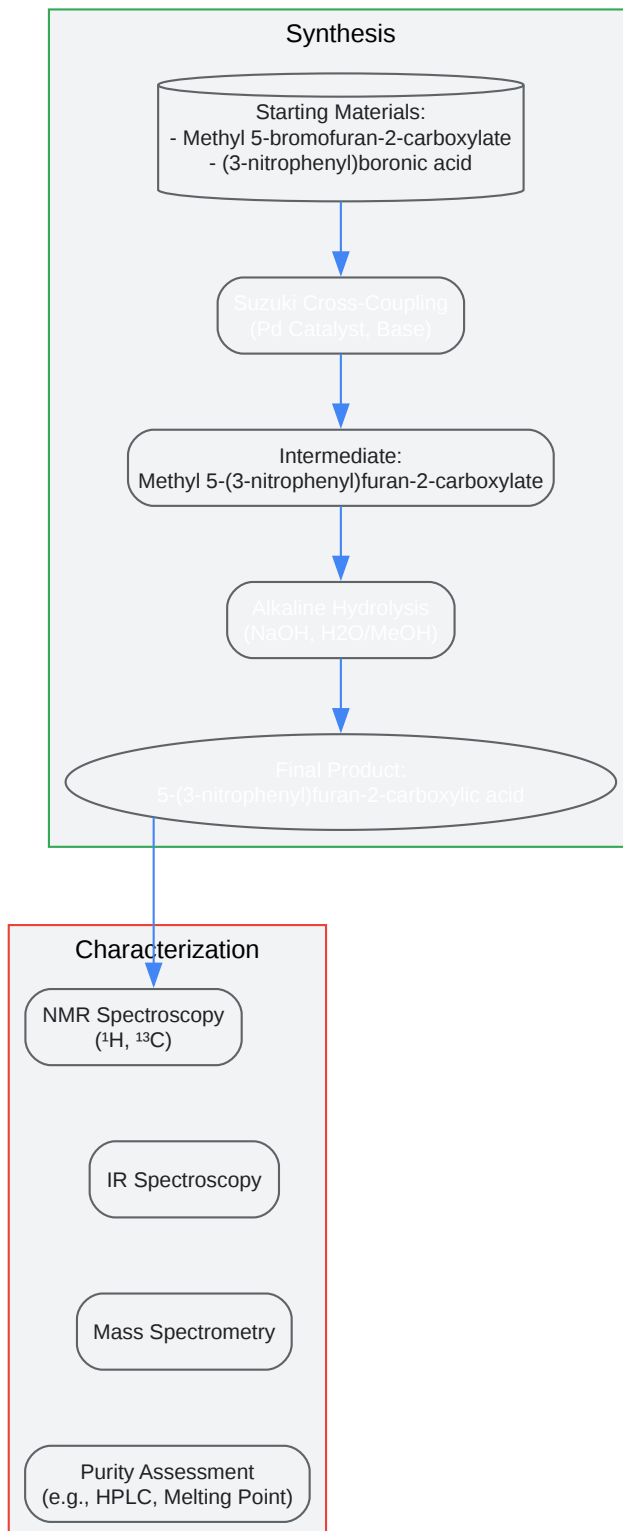 Synthesis
Starting Materials:
- Methyl 5-bromofuran-2-carboxylate
- (3-nitrophenyl)boronic acid
Suzuki Cross-Coupling
(Pd Catalyst, Base)
Intermediate:
Methyl 5-(3-nitrophenyl)furan-2-carboxylate
Alkaline Hydrolysis
(NaOH, H2O/MeOH)
Final Product:
5-(3-nitrophenyl)furan-2-carboxylic acid
Characterization
NMR Spectroscopy
(¹H, ¹³C)
IR Spectroscopy
Mass Spectrometry
Purity Assessment
(e.g., HPLC, Melting Point)